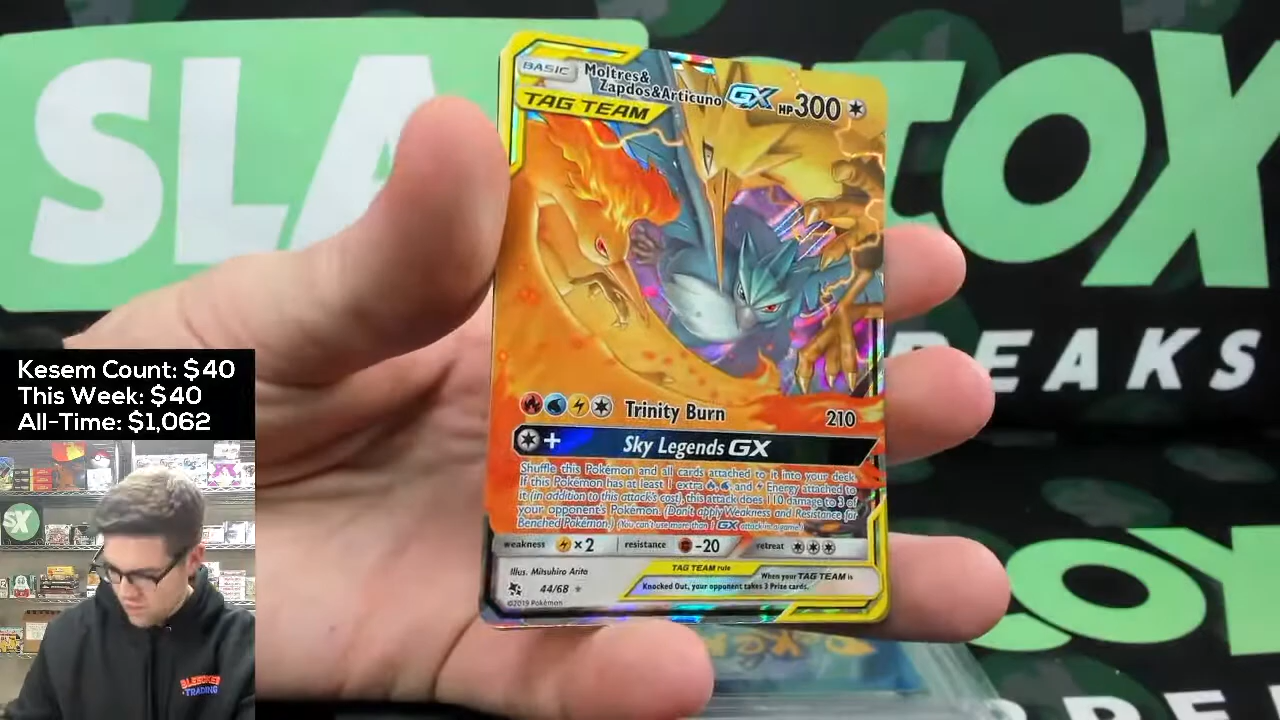 SLA
TOX
BREAKS
BASIC
Moltres&
Zapdos&Articuno GX HP300
TAG TEAM
Trinity Burn 210
+ Sky Legends GX
Shuffle this Pokémon and all cards attached to it into your deck.
If this Pokémon has at least 1 extra , , and Energy attached to
it (in addition to this attack's cost), this attack does 110 damage to 3 of
your opponent's Pokémon. (Don't apply Weakness and Resistance for
Benched Pokémon.) (You can't use more than 1 GX attack in a game.)
weakness ×2 resistance -20 retreat
Illus. Mitsuhiro Arita
44/68
©2019 Pokémon
TAG TEAM rule
When your TAG TEAM is
Knocked Out, your opponent takes 3 Prize cards.
Kesem Count: $40
This Week: $40
All-Time: $1,062
SX
TRADING